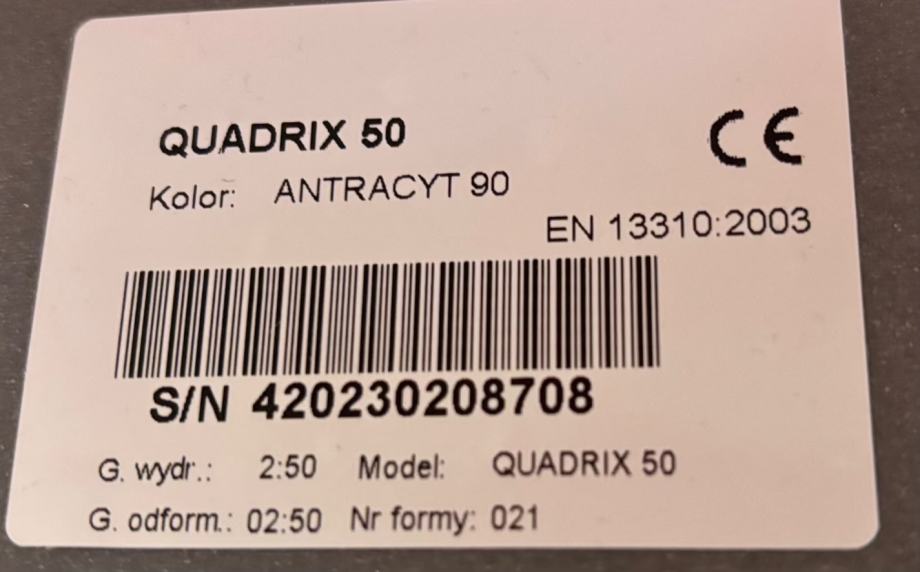 QUADRIX 50
CE
Kolor: ANTRACYT 90
EN 13310:2003
S/N 420230208708
G. wydr.: 2:50 Model: QUADRIX 50
G. odform.: 02:50 Nr formy: 021